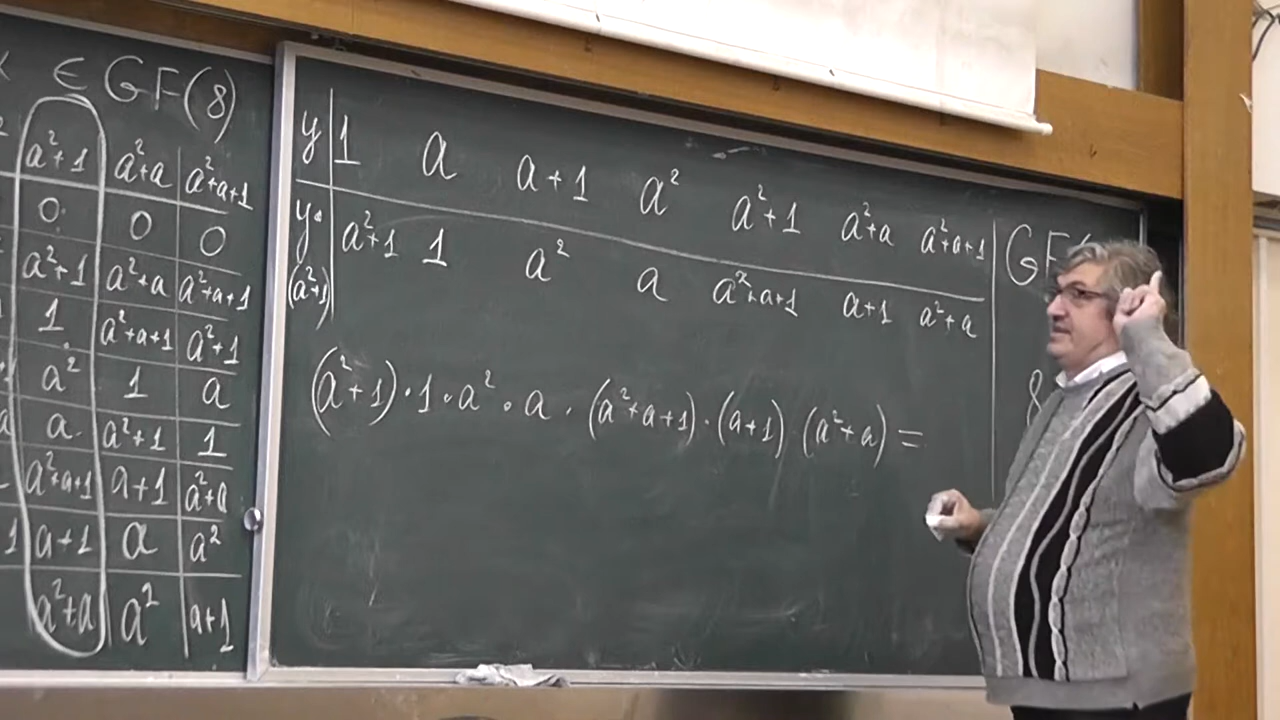 ∈ GF(8)
a²+1 a²+a a²+a+1
0 0 0
a²+1 a²+a a²+a+1
1 a²+a+1 a²+1
a² 1 a
a a²+1 1
a²+a+1 a+1 a²+a
1 a+1 a a²
a²+a a² a+1
y 1 a a+1 a² a²+1 a²+a a²+a+1
y·(a²+1) a²+1 1 a² a a²+a+1 a+1 a²+a
(a²+1)·1·a²·a·(a²+a+1)·(a+1)·(a²+a)=
GF
8